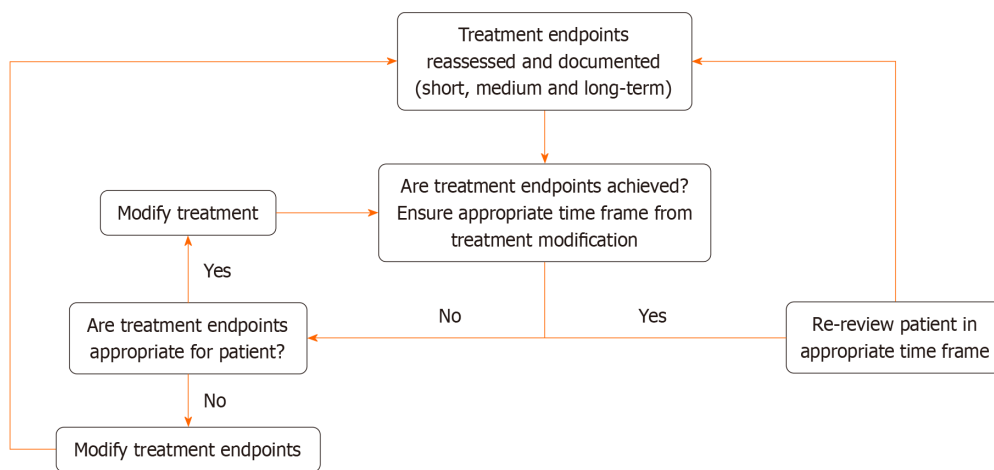 Treatment endpoints
reassessed and documented
(short, medium and long-term)
Are treatment endpoints achieved?
Ensure appropriate time frame from
treatment modification
Modify treatment
Yes
Are treatment endpoints
appropriate for patient?
No
Yes
Re-review patient in
appropriate time frame
No
Modify treatment endpoints